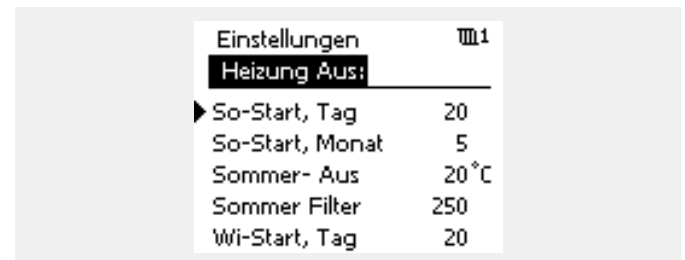 Einstellungen 1
Heizung Aus:
So-Start, Tag 20
So-Start, Monat 5
Sommer- Aus 20°C
Sommer Filter 250
Wi-Start, Tag 20